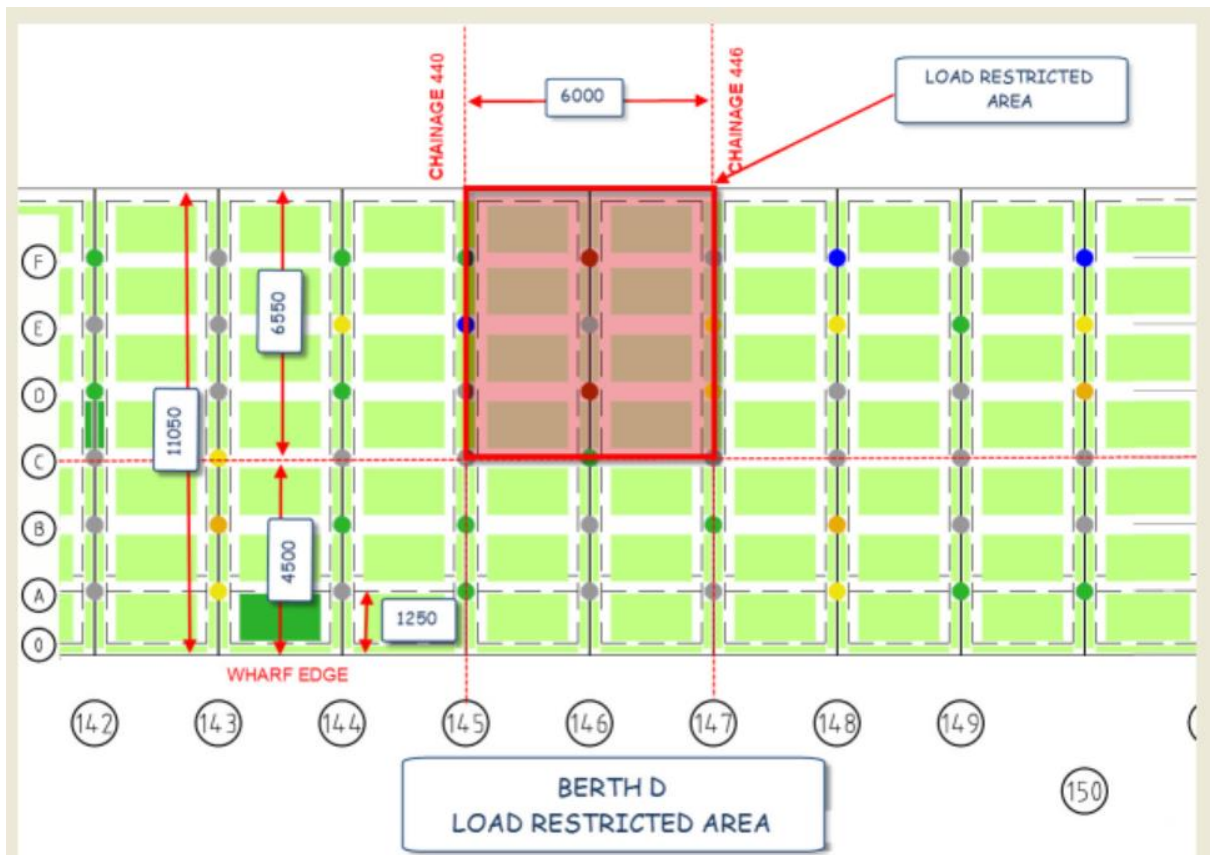 CHAINAGE 440
6000
CHAINAGE 446
LOAD RESTRICTED
AREA
F
E
D
C
B
A
0
11050
6550
4500
1250
WHARF EDGE
142
143
144
145
146
147
148
149
150
BERTH D
LOAD RESTRICTED AREA